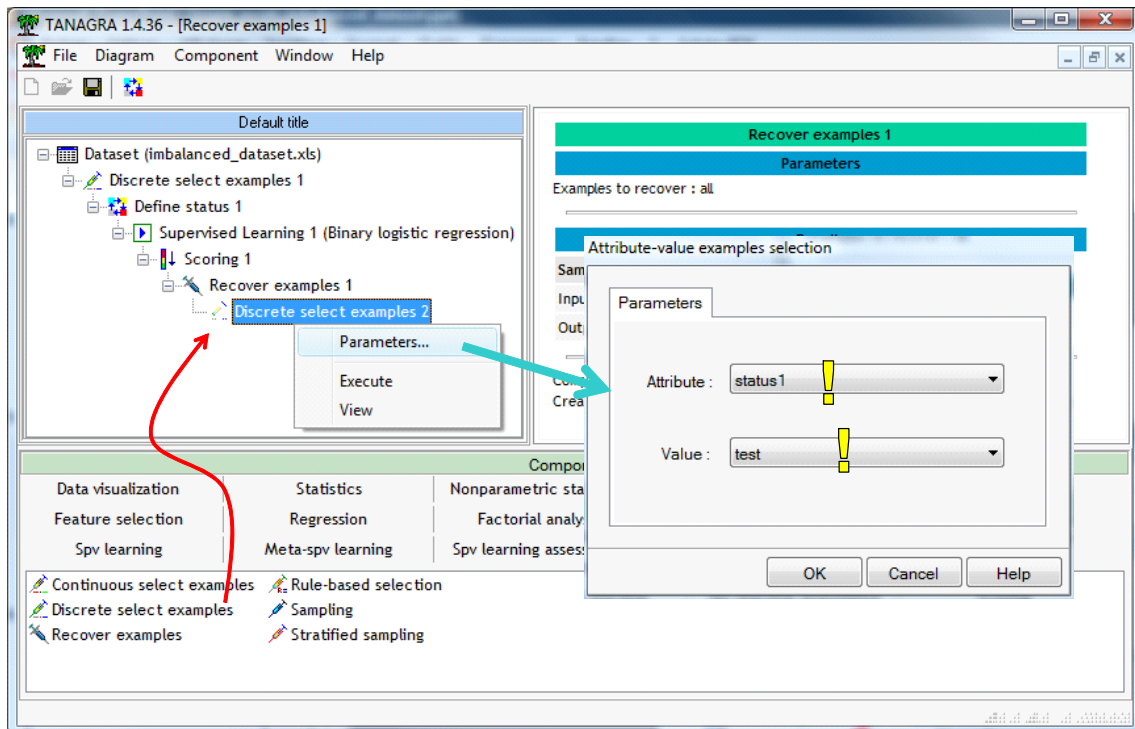 TANAGRA 1.4.36 - [Recover examples 1]
File Diagram Component Window Help
Default title
Dataset (imbalanced_dataset.xls)
Discrete select examples 1
Define status 1
Supervised Learning 1 (Binary logistic regression)
Scoring 1
Recover examples 1
Discrete select examples 2
Parameters...
Execute
View
Recover examples 1
Parameters
Examples to recover : all
Attribute-value examples selection
Parameters
Attribute : status1
Value : test
OK Cancel Help
Data visualization Statistics
Feature selection Regression
Spv learning Meta-spv learning
Continuous select examples Rule-based selection
Discrete select examples Sampling
Recover examples Stratified sampling